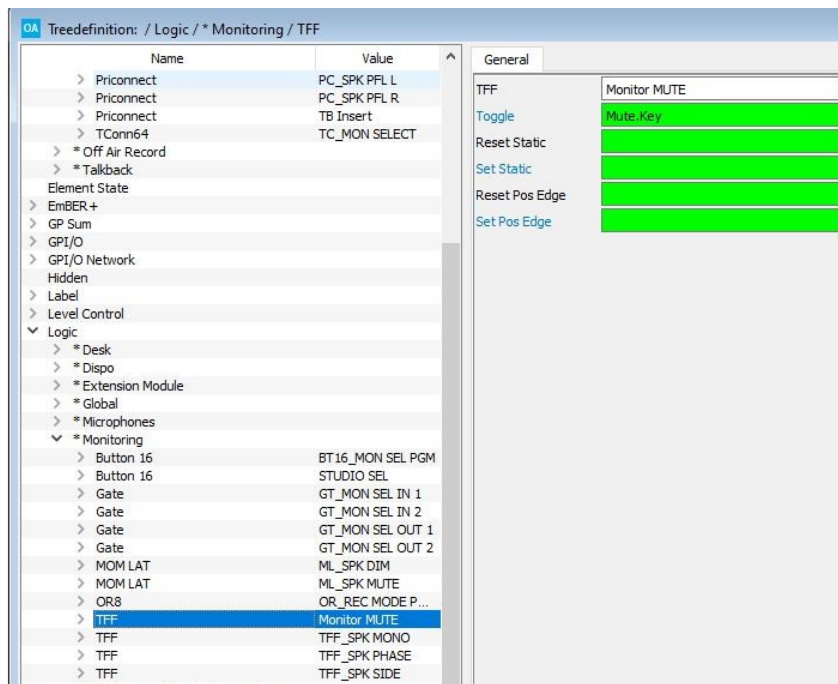 OA Treedefinition: / Logic / * Monitoring / TFF
Name Value
Priconnect PC_SPK PFL L
Priconnect PC_SPK PFL R
Priconnect TB Insert
TConn64 TC_MON SELECT
* Off Air Record
* Talkback
Element State
EmBER+
GP Sum
GPI/O
GPI/O Network
Hidden
Label
Level Control
Logic
* Desk
* Dispo
* Extension Module
* Global
* Microphones
* Monitoring
Button 16 BT16_MON SEL PGM
Button 16 STUDIO SEL
Gate GT_MON SEL IN 1
Gate GT_MON SEL IN 2
Gate GT_MON SEL OUT 1
Gate GT_MON SEL OUT 2
MOM LAT ML_SPK DIM
MOM LAT ML_SPK MUTE
OR8 OR_REC MODE P...
TFF Monitor MUTE
TFF TFF_SPK MONO
TFF TFF_SPK PHASE
TFF TFF_SPK SIDE
General
TFF Monitor MUTE
Toggle Mute.Key
Reset Static
Set Static
Reset Pos Edge
Set Pos Edge